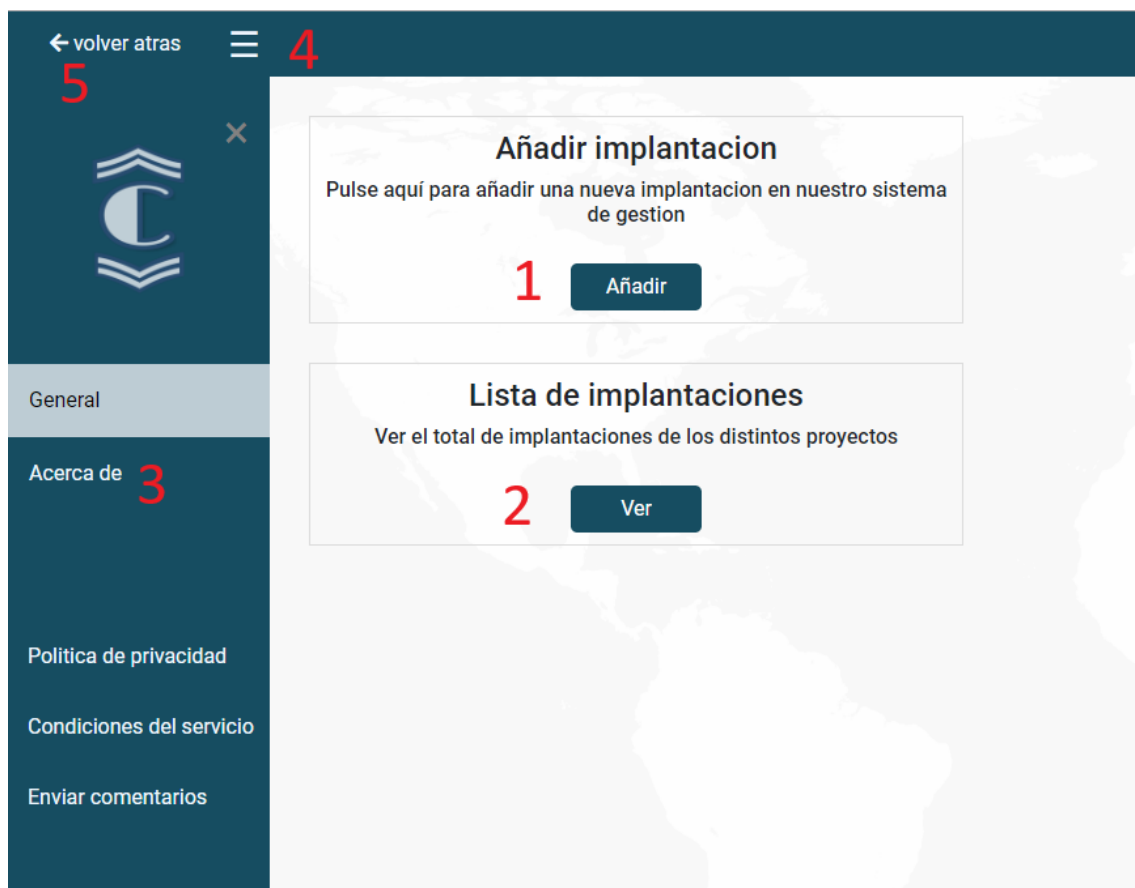 volver atras
4
5
C
Añadir implantacion
Pulse aquí para añadir una nueva implantacion en nuestro sistema
de gestion
1
Añadir
General
Lista de implantaciones
Ver el total de implantaciones de los distintos proyectos
Acerca de
3
2
Ver
Politica de privacidad
Condiciones del servicio
Enviar comentarios